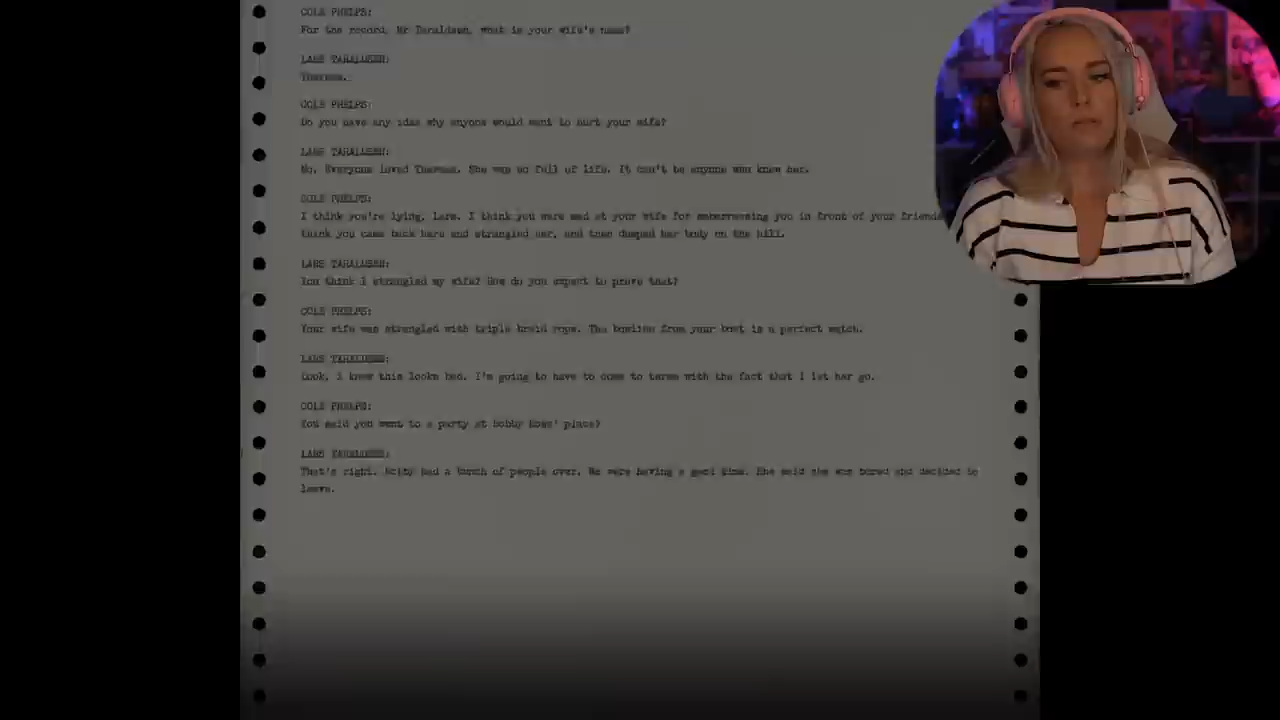 COLE PHELPS:
For the record, Mr Taraldsen, what is your wife's name?
LARS TARALDSEN:
Theresa.
COLE PHELPS:
Do you have any idea why anyone would want to hurt your wife?
LARS TARALDSEN:
No. Everyone loved Theresa. She was so full of life. It can't be anyone who knew her.
COLE PHELPS:
I think you're lying, Lars. I think you were mad at your wife for embarrassing you in front of your friends
think you came back here and strangled her, and then dumped her body on the hill.
LARS TARALDSEN:
You think I strangled my wife? How do you expect to prove that?
COLE PHELPS:
Your wife was strangled with triple braid rope. The bowline from your boat is a perfect match.
LARS TARALDSEN:
Look, I know this looks bad. I'm going to have to come to terms with the fact that I let her go.
COLE PHELPS:
You said you went to a party at Bobby Ross' place?
LARS TARALDSEN:
That's right. Bobby had a bunch of people over. We were having a good time. She said she was bored and decided to
leave.